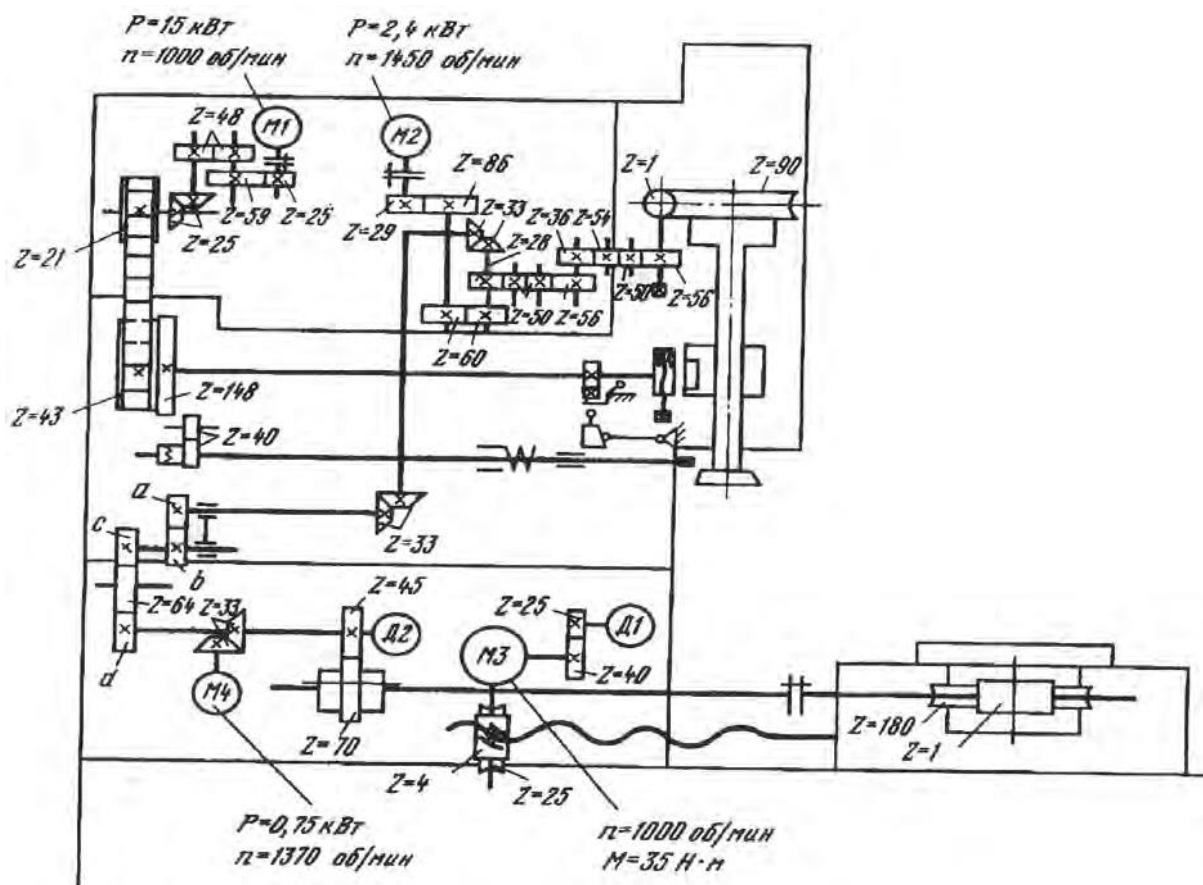 P=15 кВт
n=1000 об/мин
P=2,4 кВт
n=1450 об/мин
Z=48
M1
M2
Z=86
Z=1
Z=90
Z=59
Z=25
Z=25
Z=29
Z=33
Z=36
Z=54
Z=28
Z=21
Z=50
Z=56
Z=50
Z=56
Z=60
Z=148
Z=43
Z=40
a
c
Z=33
b
Z=45
Z=64
Z=33
Д2
Z=25
Д1
M3
d
M4
Z=40
Z=180
Z=70
Z=1
Z=4
Z=25
P=0,75 кВт
n=1370 об/мин
n=1000 об/мин
M=35 Н·м